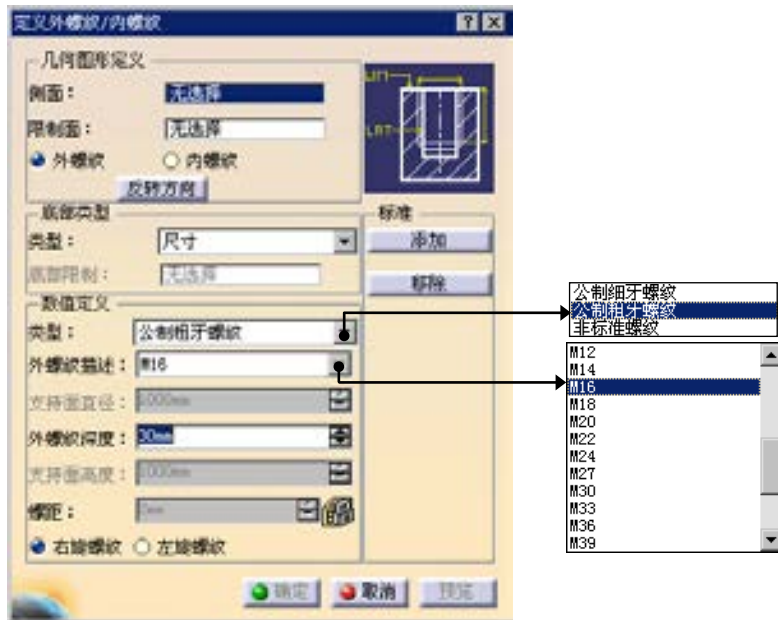 定义外螺纹/内螺纹
几何图形定义
侧面： 无选择
限制面： 无选择
外螺纹 内螺纹
反转方向
底部类型 标准
类型： 尺寸 添加
底部限制： 无选择 移除
数值定义
类型： 公制粗牙螺纹
外螺纹描述： M16
支持面直径： 1000mm
外螺纹深度： 30mm
支持面高度： 1000mm
螺距： 2mm
右旋螺纹 左旋螺纹
确定 取消 预览
公制细牙螺纹
公制粗牙螺纹
非标准螺纹
M12
M14
M16
M18
M20
M22
M24
M27
M30
M33
M36
M39